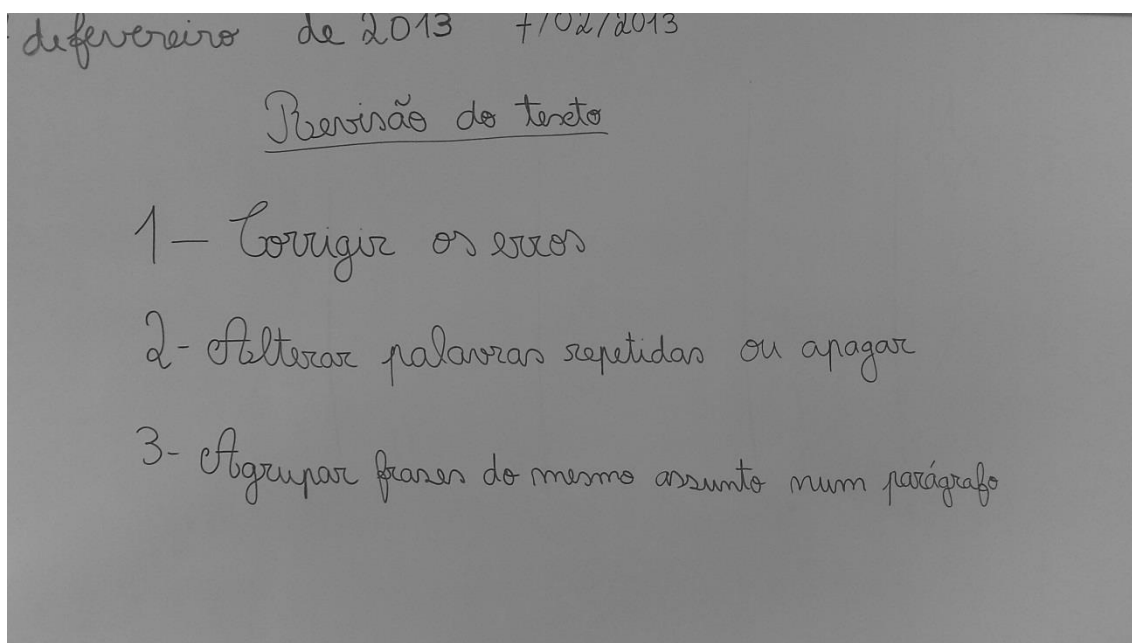 de fevereiro de 2013 7/02/2013
Revisão do texto
1 - Corrigir os erros
2 - Alterar palavras repetidas ou apagar
3 - Agrupar frases do mesmo assunto num parágrafo